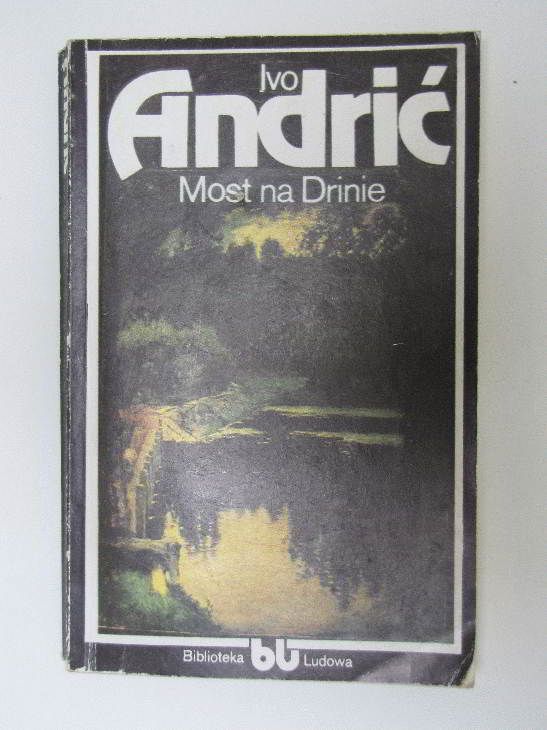 Ivo
Andrić
Most na Drinie
Biblioteka bl Ludowa